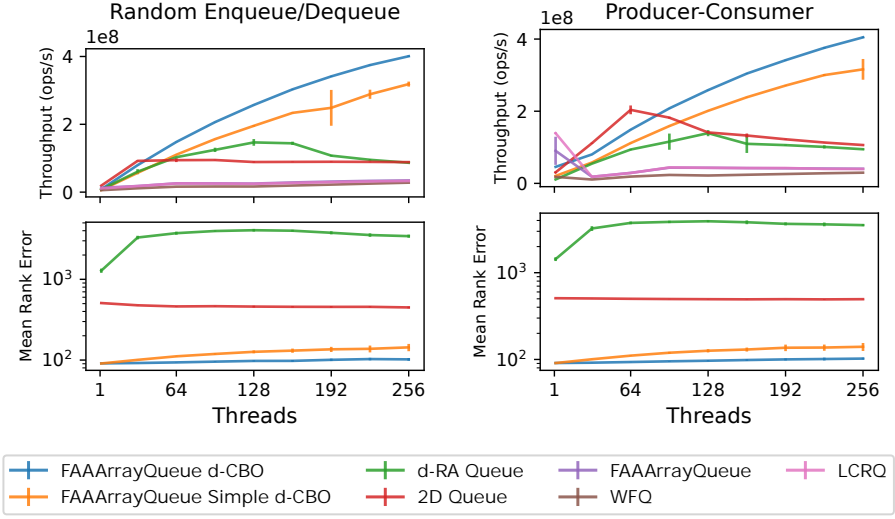 Random Enqueue/Dequeue
Producer-Consumer
1e8
1e8
Throughput (ops/s)
4
2
0
Throughput (ops/s)
4
2
0
Mean Rank Error
10³
10²
1 64 128 192 256
Threads
Mean Rank Error
10³
10²
1 64 128 192 256
Threads
FAAArrayQueue d-CBO
d-RA Queue
FAAArrayQueue
LCRQ
FAAArrayQueue Simple d-CBO
2D Queue
WFQ